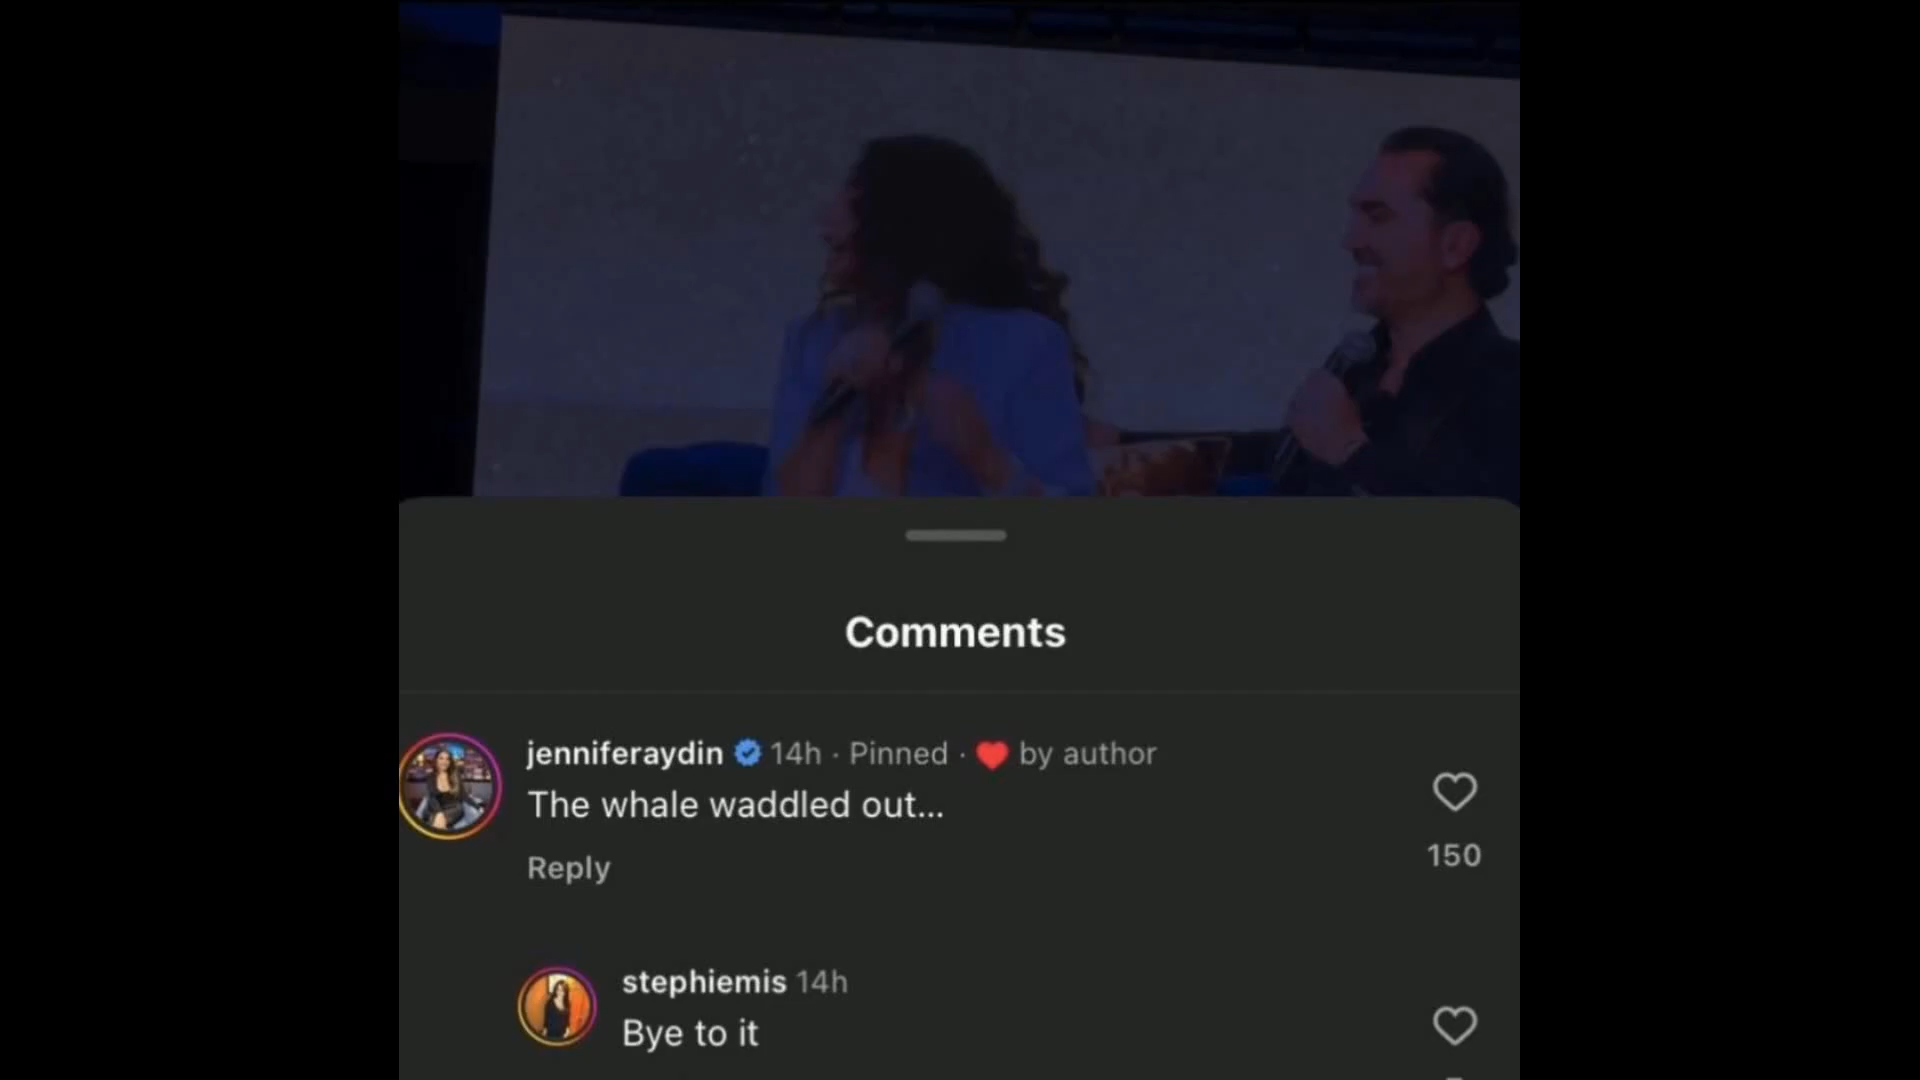 Comments
jenniferaydin 14h · Pinned · ❤️ by author
The whale waddled out...
150
Reply
stephiemis 14h
Bye to it